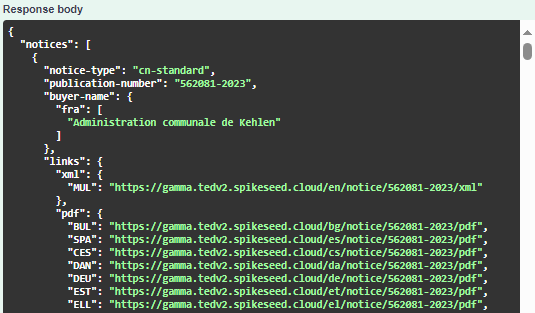 Response body
{
  "notices": [
    {
      "notice-type": "cn-standard",
      "publication-number": "562081-2023",
      "buyer-name": {
        "fra": [
          "Administration communale de Kehlen"
        ]
      },
      "links": {
        "xml": {
          "MUL": "https://gamma.tedv2.spikeseed.cloud/en/notice/562081-2023/xml"
        },
        "pdf": {
          "BUL": "https://gamma.tedv2.spikeseed.cloud/bg/notice/562081-2023/pdf",
          "SPA": "https://gamma.tedv2.spikeseed.cloud/es/notice/562081-2023/pdf",
          "CES": "https://gamma.tedv2.spikeseed.cloud/cs/notice/562081-2023/pdf",
          "DAN": "https://gamma.tedv2.spikeseed.cloud/da/notice/562081-2023/pdf",
          "DEU": "https://gamma.tedv2.spikeseed.cloud/de/notice/562081-2023/pdf",
          "EST": "https://gamma.tedv2.spikeseed.cloud/et/notice/562081-2023/pdf",
          "ELL": "https://gamma.tedv2.spikeseed.cloud/el/notice/562081-2023/pdf",